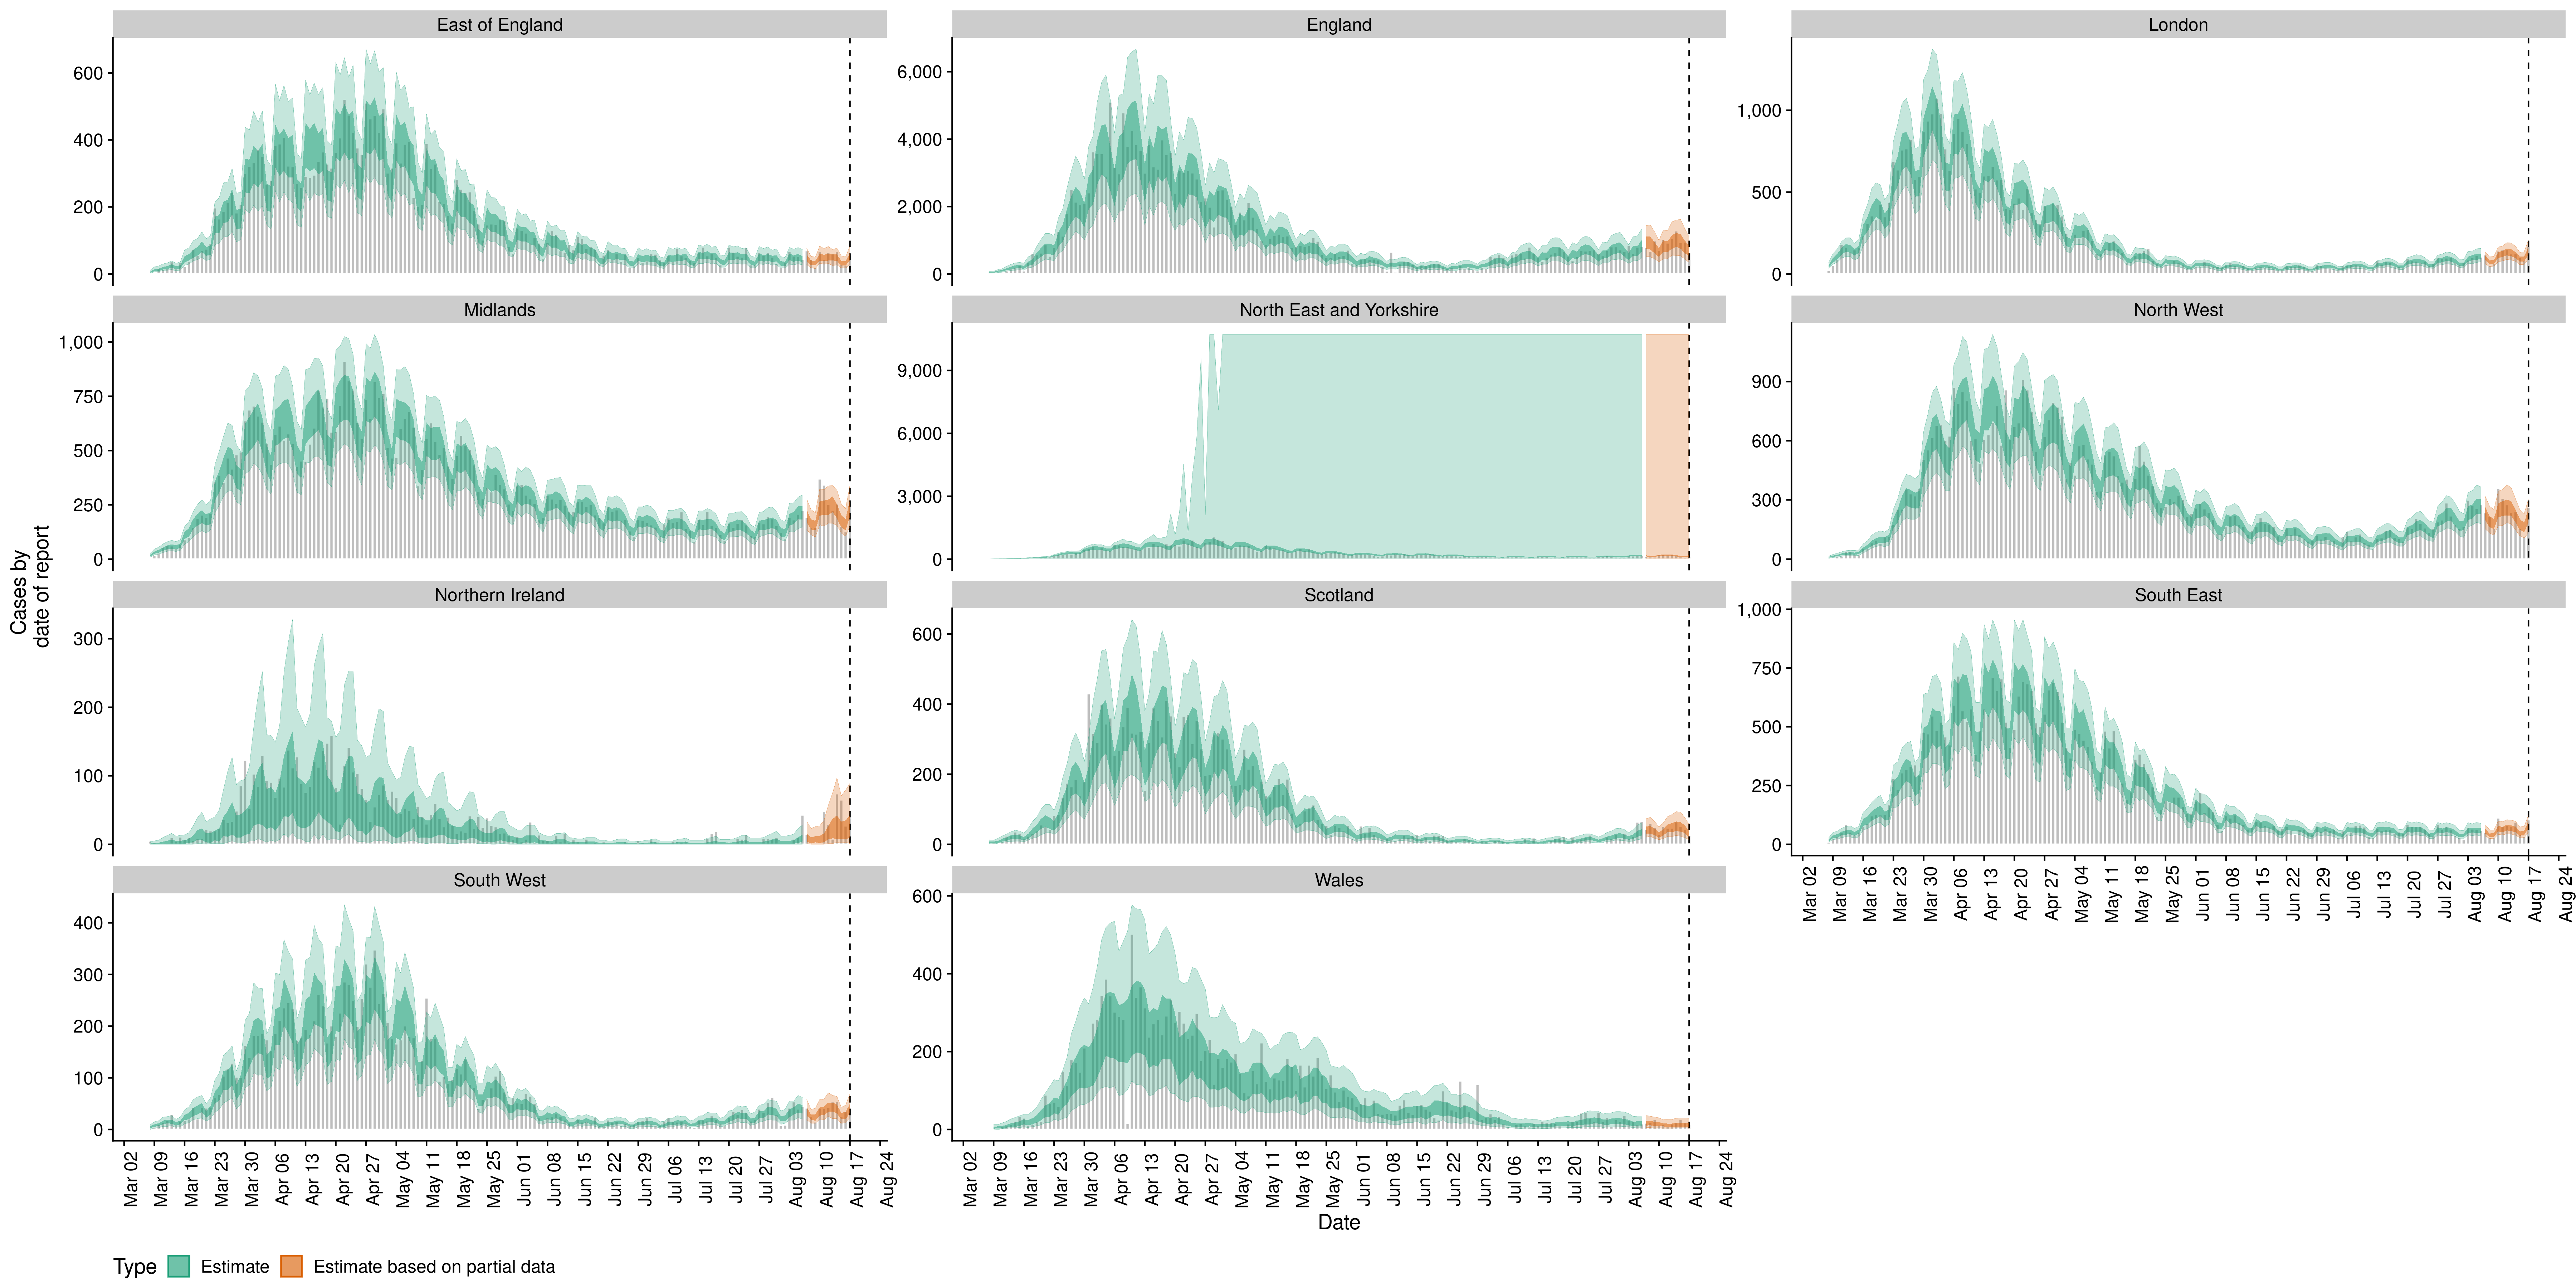 East of England
England
London
600
400
200
0
6,000
4,000
2,000
0
1,000
500
0
Midlands
North East and Yorkshire
North West
1,000
750
500
250
0
9,000
6,000
3,000
0
900
600
300
0
Cases by
date of report
Northern Ireland
Scotland
South East
300
200
100
0
600
400
200
0
1,000
750
500
250
0
Mar 02
Mar 09
Mar 16
Mar 23
Mar 30
Apr 06
Apr 13
Apr 20
Apr 27
May 04
May 11
May 18
May 25
Jun 01
Jun 08
Jun 15
Jun 22
Jun 29
Jul 06
Jul 13
Jul 20
Jul 27
Aug 03
Aug 10
Aug 17
Aug 24
South West
Wales
400
300
200
100
0
600
400
200
0
Mar 02
Mar 09
Mar 16
Mar 23
Mar 30
Apr 06
Apr 13
Apr 20
Apr 27
May 04
May 11
May 18
May 25
Jun 01
Jun 08
Jun 15
Jun 22
Jun 29
Jul 06
Jul 13
Jul 20
Jul 27
Aug 03
Aug 10
Aug 17
Aug 24
Mar 02
Mar 09
Mar 16
Mar 23
Mar 30
Apr 06
Apr 13
Apr 20
Apr 27
May 04
May 11
May 18
May 25
Jun 01
Jun 08
Jun 15
Jun 22
Jun 29
Jul 06
Jul 13
Jul 20
Jul 27
Aug 03
Aug 10
Aug 17
Aug 24
Date
Type Estimate Estimate based on partial data